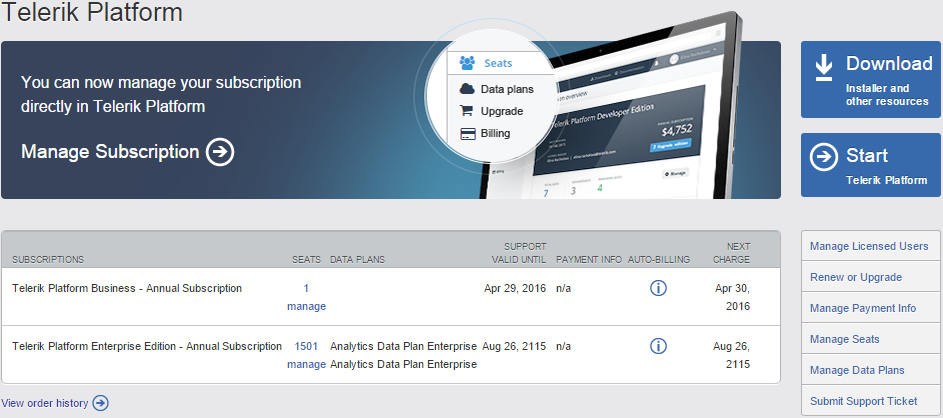 Telerik Platform
You can now manage your subscription
directly in Telerik Platform
Manage Subscription
Seats
Data plans
Upgrade
Billing
Telerik Platform Developer Edition
$4,752
Upgrade edition
7
3
4
Manage
Download
Installer and
other resources
Start
Telerik Platform
SUBSCRIPTIONS SEATS DATA PLANS SUPPORT VALID UNTIL PAYMENT INFO AUTO-BILLING NEXT CHARGE
Telerik Platform Business - Annual Subscription 1 Apr 29, 2016 n/a Apr 30,
manage 2016
Telerik Platform Enterprise Edition - Annual Subscription 1501 Analytics Data Plan Enterprise Aug 26, 2115 n/a Aug 26,
manage Analytics Data Plan Enterprise 2115
View order history
Manage Licensed Users
Renew or Upgrade
Manage Payment Info
Manage Seats
Manage Data Plans
Submit Support Ticket